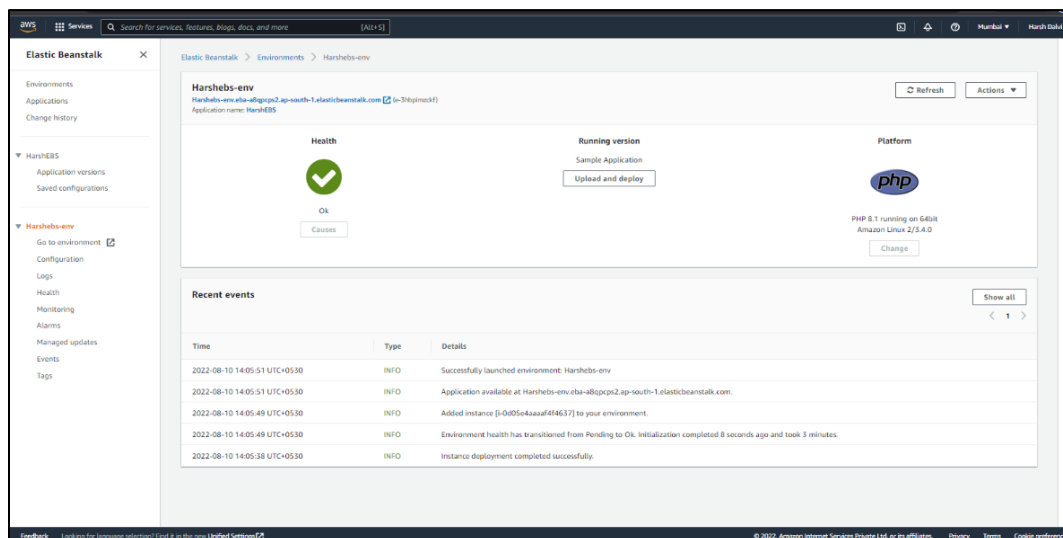 aws
Services
Search for services, features, blogs, docs, and more
[Alt+S]
Mumbai ▼
Harsh Dalui
Elastic Beanstalk
Environments
Applications
Change history
HarshEBS
Application versions
Saved configurations
Harshebs-env
Go to environment
Configuration
Logs
Health
Monitoring
Alarms
Managed updates
Events
Tags
Elastic Beanstalk > Environments > Harshebs-env
Harshebs-env
Harshebs-env.eba-a8qpcps2.ap-south-1.elasticbeanstalk.com
Application name: HarshEBS
Refresh
Actions ▼
Health
Ok
Causes
Running version
Sample Application
Upload and deploy
Platform
php
PHP 8.1 running on 64bit
Amazon Linux 2/3.4.0
Change
Recent events
Show all
< 1 >
Time Type Details
2022-08-10 14:05:51 UTC+0530 INFO Successfully launched environment: Harshebs-env
2022-08-10 14:05:51 UTC+0530 INFO Application available at Harshebs-env.eba-a8qpcps2.ap-south-1.elasticbeanstalk.com.
2022-08-10 14:05:49 UTC+0530 INFO Added instance [i-0d05e4aaaaf4f4637] to your environment.
2022-08-10 14:05:49 UTC+0530 INFO Environment health has transitioned from Pending to Ok. Initialization completed 8 seconds ago and took 3 minutes.
2022-08-10 14:05:38 UTC+0530 INFO Instance deployment completed successfully.
Feedback Looking for language selection? Find it in the new Unified Settings
© 2022, Amazon Internet Services Private Ltd. or its affiliates. Privacy Terms Cookie preferences